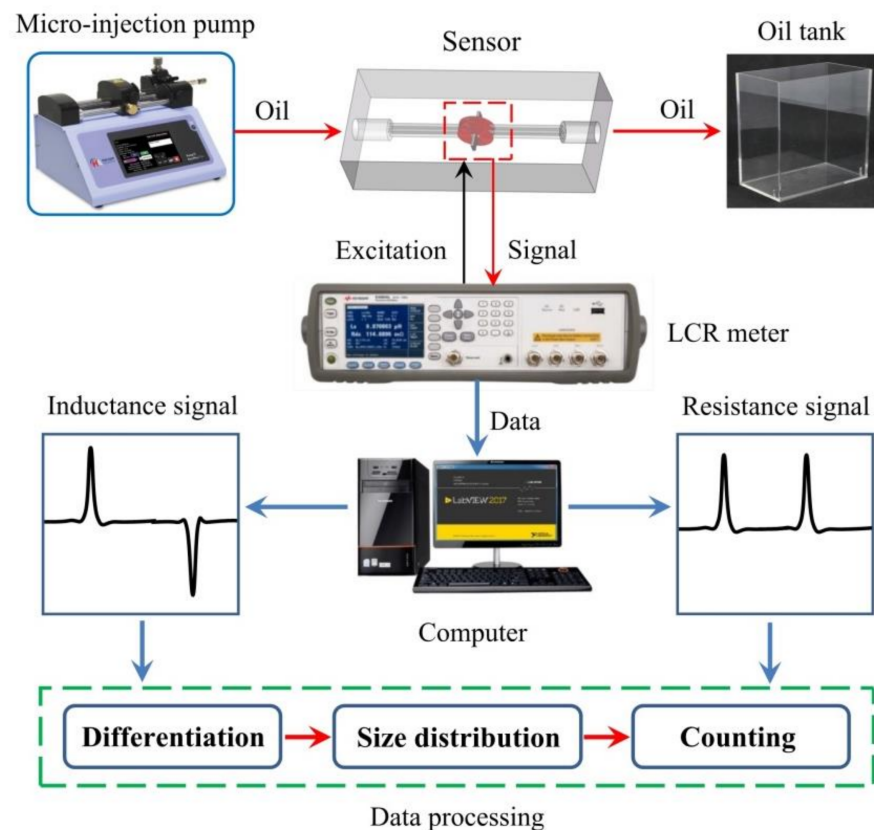 Micro-injection pump
Sensor
Oil tank
Oil
Oil
Excitation
Signal
LCR meter
Inductance signal
Data
Resistance signal
LabVIEW 2017
Computer
Differentiation
Size distribution
Counting
Data processing